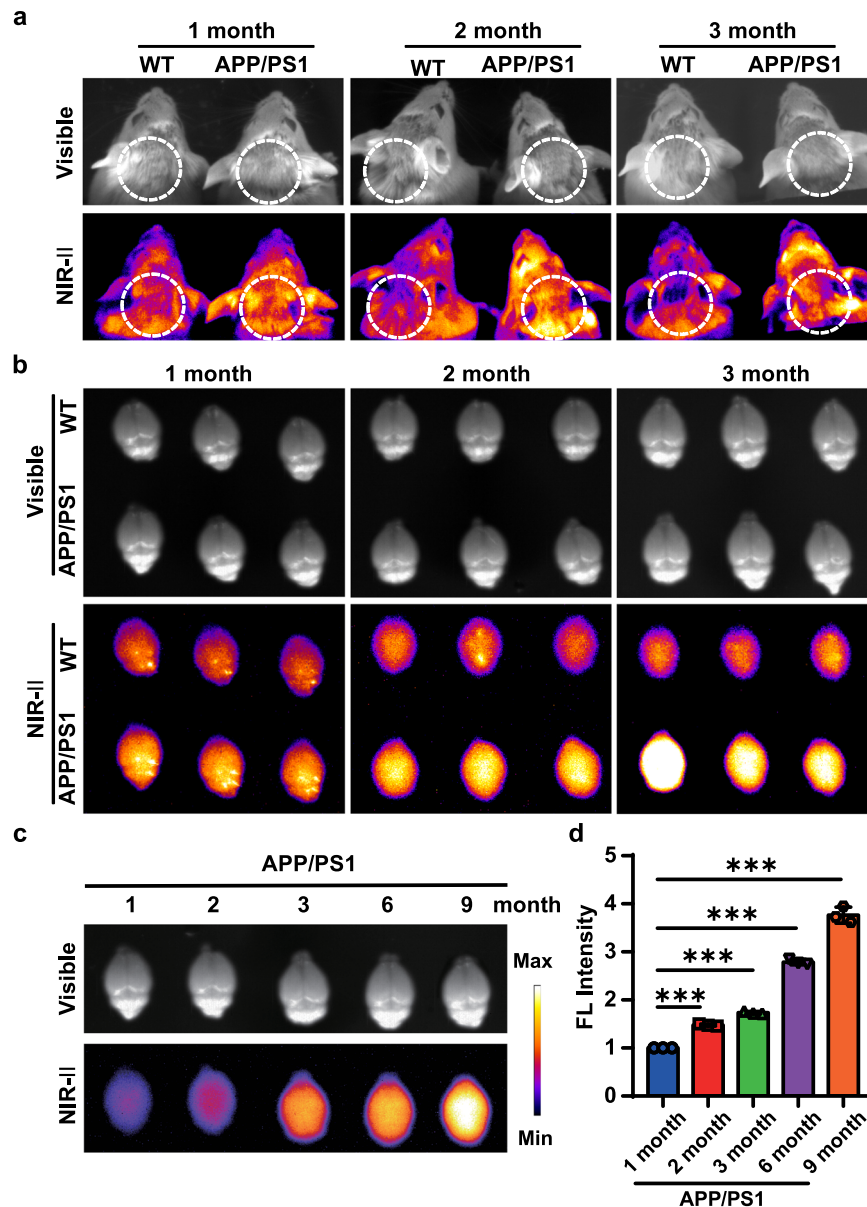 a
1 month 2 month 3 month
WT APP/PS1 WT APP/PS1 WT APP/PS1
Visible
NIR-II
b
1 month 2 month 3 month
Visible
WT
APP/PS1
NIR-II
WT
APP/PS1
c
APP/PS1
1 2 3 6 9 month
Visible
NIR-II
Max
Min
d
FL Intensity
5
4
3
2
1
0
*** 
***
***
***
1 month 2 month 3 month 6 month 9 month
APP/PS1